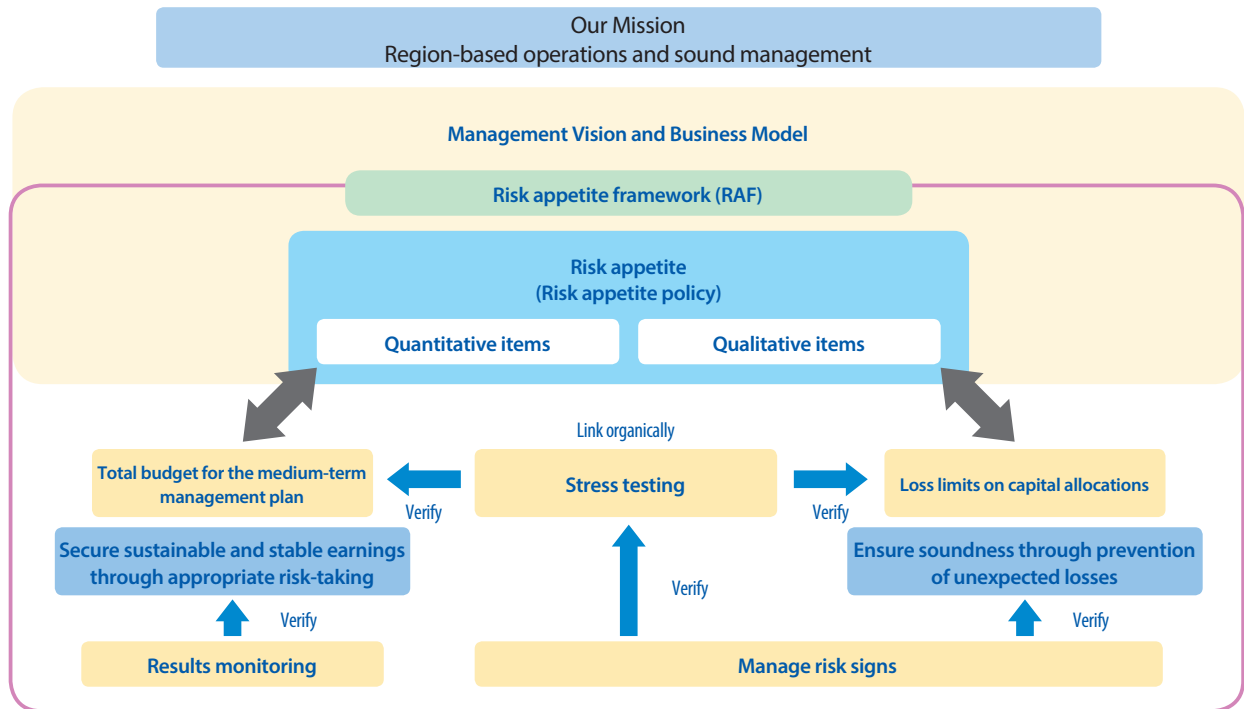 Our Mission
Region-based operations and sound management
Management Vision and Business Model
Risk appetite framework (RAF)
Risk appetite
(Risk appetite policy)
Quantitative items
Qualitative items
Link organically
Total budget for the medium-term
management plan
Verify
Stress testing
Verify
Loss limits on capital allocations
Secure sustainable and stable earnings
through appropriate risk-taking
Ensure soundness through prevention
of unexpected losses
Verify
Verify
Verify
Results monitoring
Manage risk signs